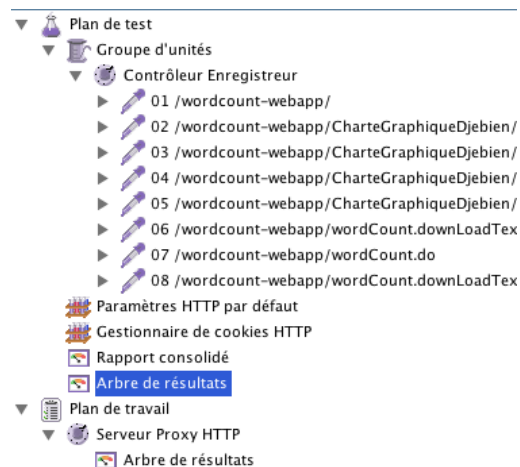 Plan de test
Groupe d'unités
Contrôleur Enregistreur
01 /wordcount-webapp/
02 /wordcount-webapp/CharteGraphiqueDjebien/
03 /wordcount-webapp/CharteGraphiqueDjebien/
04 /wordcount-webapp/CharteGraphiqueDjebien/
05 /wordcount-webapp/CharteGraphiqueDjebien/
06 /wordcount-webapp/wordCount.downLoadTex
07 /wordcount-webapp/wordCount.do
08 /wordcount-webapp/wordCount.downLoadTex
Paramètres HTTP par défaut
Gestionnaire de cookies HTTP
Rapport consolidé
Arbre de résultats
Plan de travail
Serveur Proxy HTTP
Arbre de résultats